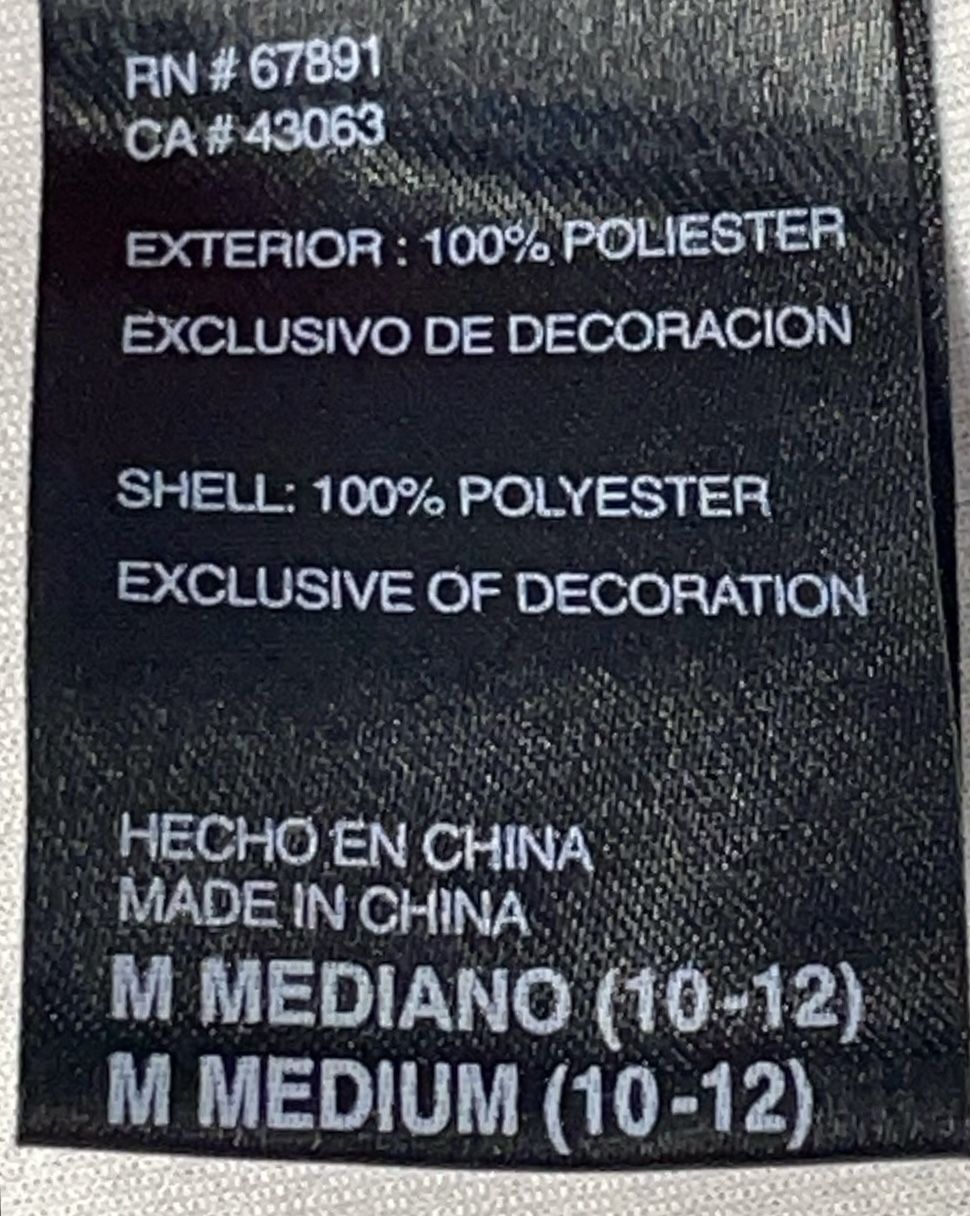 RN # 67891
CA # 43063
EXTERIOR : 100% POLIESTER
EXCLUSIVO DE DECORACION
SHELL: 100% POLYESTER
EXCLUSIVE OF DECORATION
HECHO EN CHINA
MADE IN CHINA
M MEDIANO (10-12)
M MEDIUM (10-12)